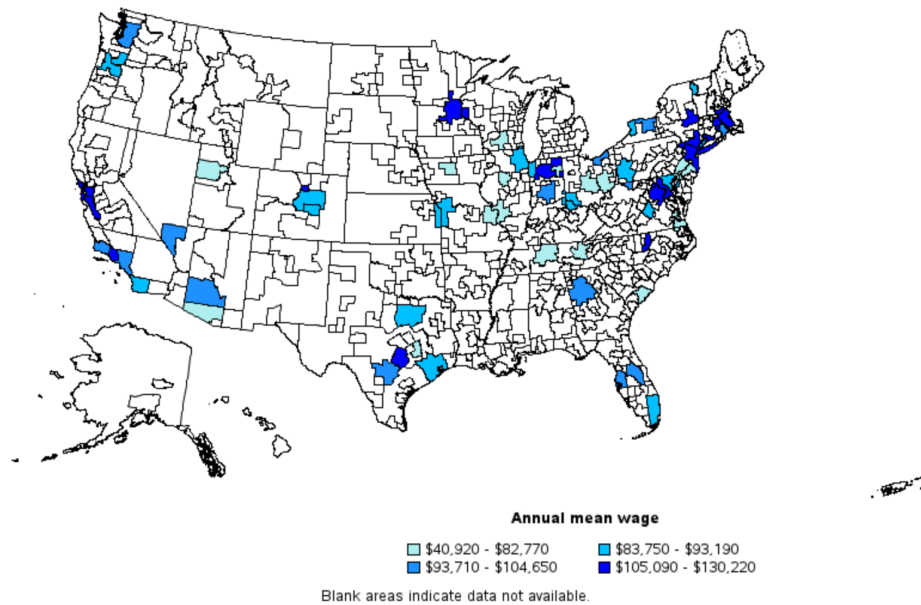 Annual mean wage
$40,920 - $82,770 $83,750 - $93,190
$93,710 - $104,650 $105,090 - $130,220
Blank areas indicate data not available.